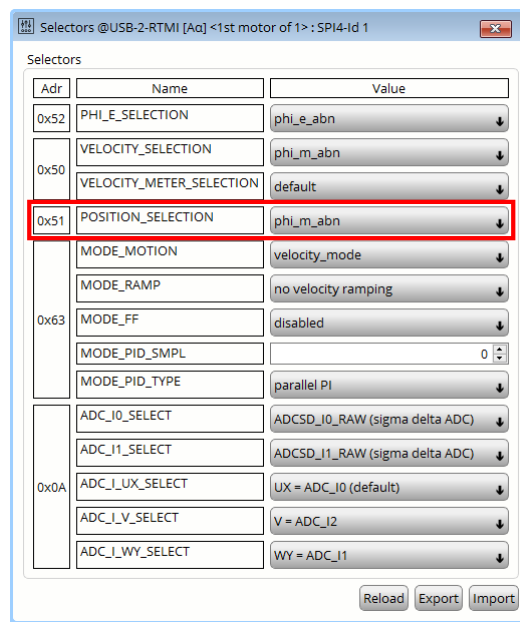 Selectors @USB-2-RTMI [Aα] <1st motor of 1> : SPI4-Id 1
Selectors
Adr Name Value
0x52 PHI_E_SELECTION phi_e_abn
0x50 VELOCITY_SELECTION phi_m_abn
VELOCITY_METER_SELECTION default
0x51 POSITION_SELECTION phi_m_abn
0x63 MODE_MOTION velocity_mode
MODE_RAMP no velocity ramping
MODE_FF disabled
MODE_PID_SMPL 0
MODE_PID_TYPE parallel PI
0x0A ADC_I0_SELECT ADCSD_I0_RAW (sigma delta ADC)
ADC_I1_SELECT ADCSD_I1_RAW (sigma delta ADC)
ADC_I_UX_SELECT UX = ADC_I0 (default)
ADC_I_V_SELECT V = ADC_I2
ADC_I_WY_SELECT WY = ADC_I1
Reload Export Import